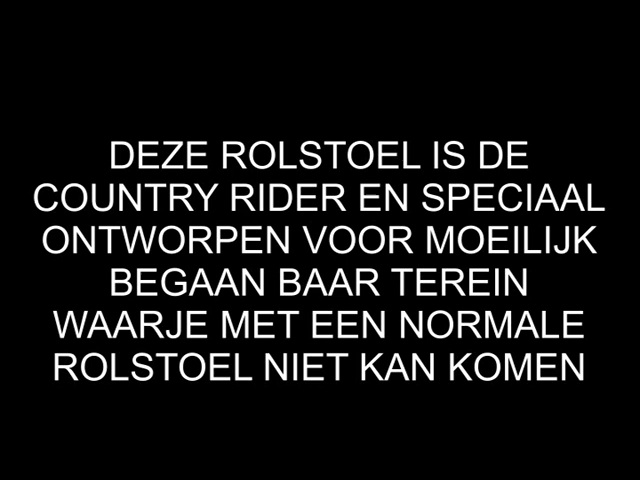 DEZE ROLSTOEL IS DE
COUNTRY RIDER EN SPECIAAL
ONTWORPEN VOOR MOEILIJK
BEGAAN BAAR TEREIN
WAARJE MET EEN NORMALE
ROLSTOEL NIET KAN KOMEN